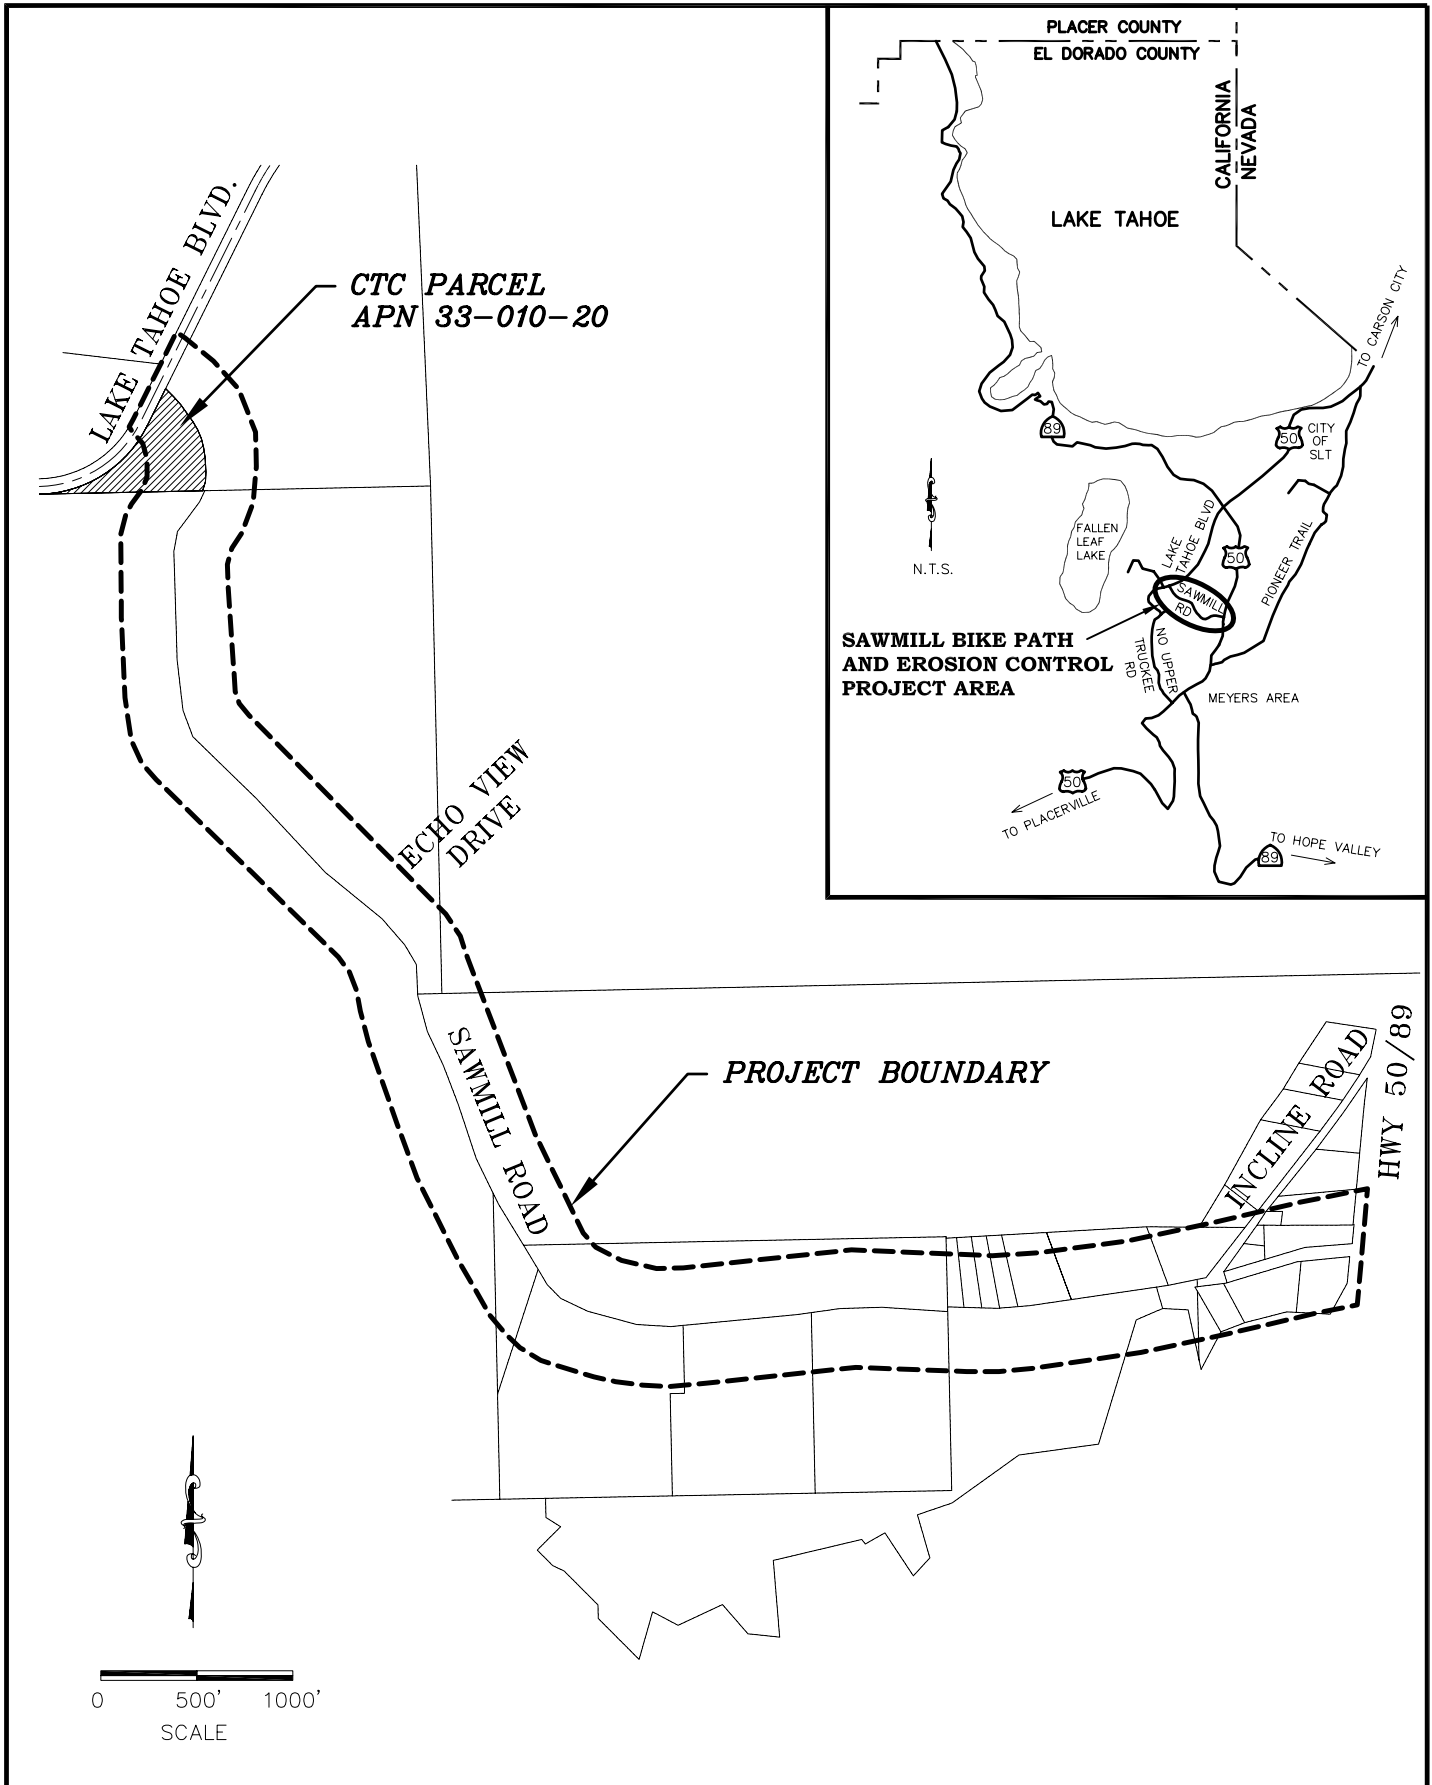 PLACER COUNTY
EL DORADO COUNTY
CALIFORNIA
NEVADA
LAKE TAHOE
TO CARSON CITY
89
50
CITY
OF
SLT
FALLEN
LEAF
LAKE
LAKE
TAHOE BLVD
50
PIONEER TRAIL
N.T.S.
SAWMILL
RD
SAWMILL BIKE PATH
AND EROSION CONTROL
PROJECT AREA
NO UPPER
TRUCKEE
RD
MEYERS AREA
50
TO PLACERVILLE
TO HOPE VALLEY
89
LAKE TAHOE BLVD.
CTC PARCEL
APN 33-010-20
ECHO VIEW
DRIVE
SAWMILL ROAD
PROJECT BOUNDARY
INCLINE ROAD
HWY 50/89
0 500' 1000'
SCALE